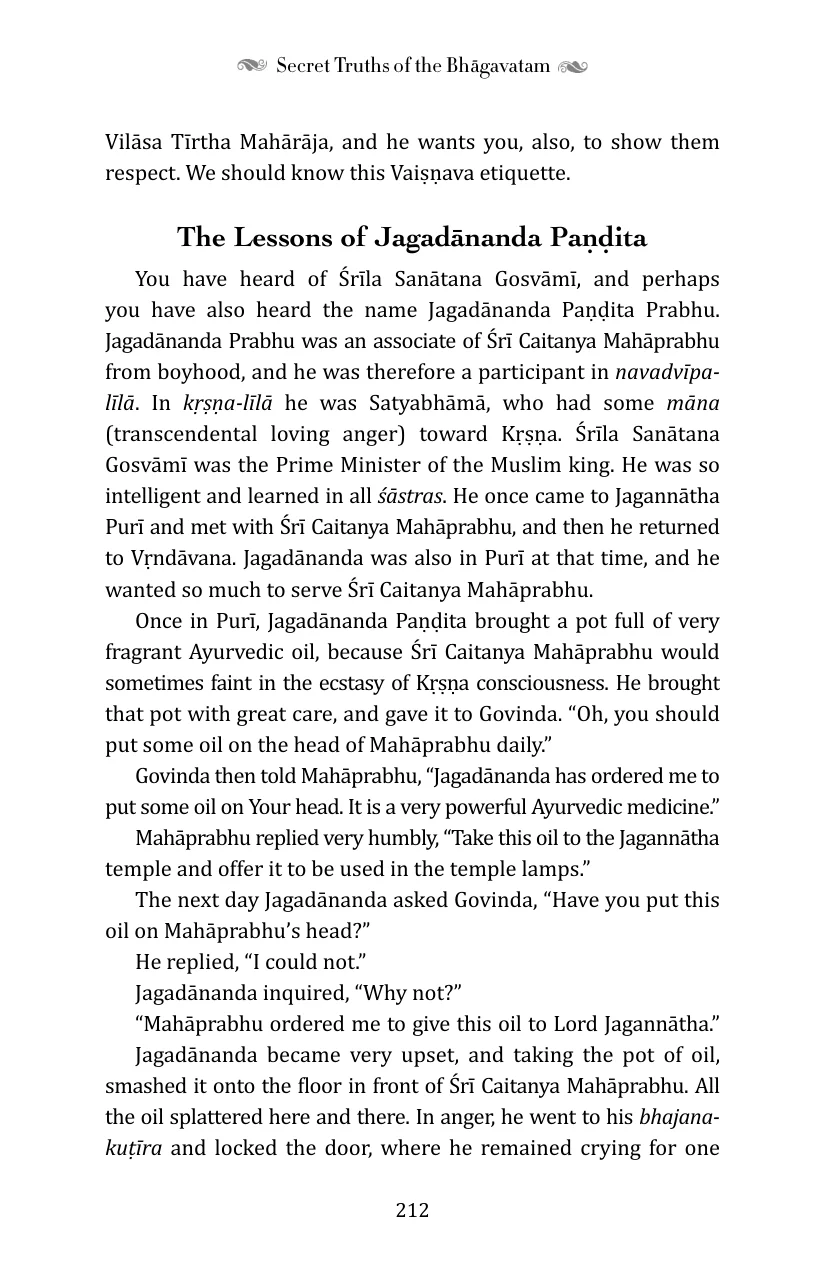 Secret Truths of the Bhāgavatam
Vilāsa Tīrtha Mahārāja, and he wants you, also, to show them
respect. We should know this Vaiṣṇava etiquette.
The Lessons of Jagadānanda Paṇḍita
You have heard of Śrīla Sanātana Gosvāmī, and perhaps
you have also heard the name Jagadānanda Paṇḍita Prabhu.
Jagadānanda Prabhu was an associate of Śrī Caitanya Mahāprabhu
from boyhood, and he was therefore a participant in navadvīpa-
līlā. In kṛṣṇa-līlā he was Satyabhāmā, who had some māna
(transcendental loving anger) toward Kṛṣṇa. Śrīla Sanātana
Gosvāmī was the Prime Minister of the Muslim king. He was so
intelligent and learned in all śāstras. He once came to Jagannātha
Purī and met with Śrī Caitanya Mahāprabhu, and then he returned
to Vṛndāvana. Jagadānanda was also in Purī at that time, and he
wanted so much to serve Śrī Caitanya Mahāprabhu.
Once in Purī, Jagadānanda Paṇḍita brought a pot full of very
fragrant Ayurvedic oil, because Śrī Caitanya Mahāprabhu would
sometimes faint in the ecstasy of Kṛṣṇa consciousness. He brought
that pot with great care, and gave it to Govinda. “Oh, you should
put some oil on the head of Mahāprabhu daily.”
Govinda then told Mahāprabhu, “Jagadānanda has ordered me to
put some oil on Your head. It is a very powerful Ayurvedic medicine.”
Mahāprabhu replied very humbly, “Take this oil to the Jagannātha
temple and offer it to be used in the temple lamps.”
The next day Jagadānanda asked Govinda, “Have you put this
oil on Mahāprabhu’s head?”
He replied, “I could not.”
Jagadānanda inquired, “Why not?”
“Mahāprabhu ordered me to give this oil to Lord Jagannātha.”
Jagadānanda became very upset, and taking the pot of oil,
smashed it onto the floor in front of Śrī Caitanya Mahāprabhu. All
the oil splattered here and there. In anger, he went to his bhajana-
kuṭīra and locked the door, where he remained crying for one
212